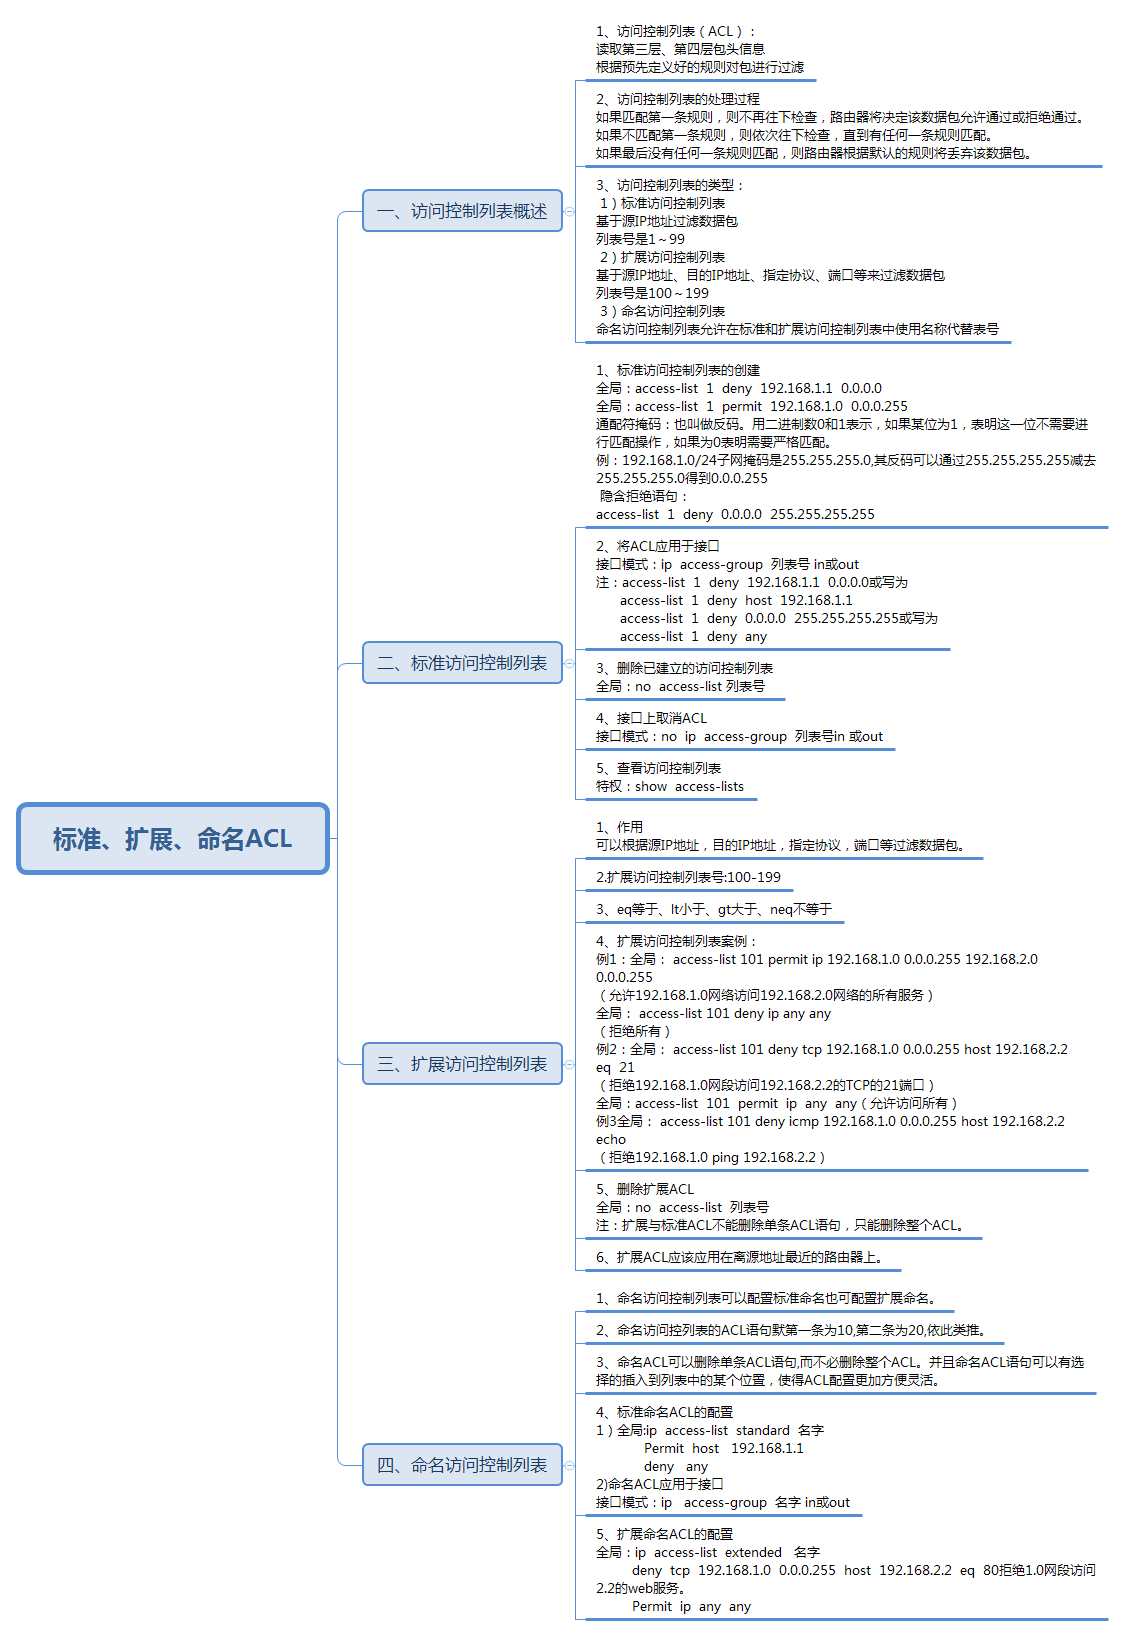 标准、扩展、命名ACL
一、访问控制列表概述
1、访问控制列表（ACL）：
读取第三层、第四层包头信息
根据预先定义好的规则对包进行过滤
2、访问控制列表的处理过程
如果匹配第一条规则，则不再往下检查，路由器将决定该数据包允许通过或拒绝通过。
如果不匹配第一条规则，则依次往下检查，直到有任何一条规则匹配。
如果最后没有任何一条规则匹配，则路由器根据默认的规则将丢弃该数据包。
3、访问控制列表的类型：
1）标准访问控制列表
基于源IP地址过滤数据包
列表号是1～99
2）扩展访问控制列表
基于源IP地址、目的IP地址、指定协议、端口等来过滤数据包
列表号是100～199
3）命名访问控制列表
命名访问控制列表允许在标准和扩展访问控制列表中使用名称代替表号
二、标准访问控制列表
1、标准访问控制列表的创建
全局：access-list 1 deny 192.168.1.1 0.0.0.0
全局：access-list 1 permit 192.168.1.0 0.0.0.255
通配符掩码：也叫做反码。用二进制数0和1表示，如果某位为1，表明这一位不需要进
行匹配操作，如果为0表明需要严格匹配。
例：192.168.1.0/24子网掩码是255.255.255.0,其反码可以通过255.255.255.255减去
255.255.255.0得到0.0.0.255
隐含拒绝语句：
access-list 1 deny 0.0.0.0 255.255.255.255
2、将ACL应用于接口
接口模式：ip access-group 列表号 in或out
注：access-list 1 deny 192.168.1.1 0.0.0.0或写为
access-list 1 deny host 192.168.1.1
access-list 1 deny 0.0.0.0 255.255.255.255或写为
access-list 1 deny any
3、删除已建立的访问控制列表
全局：no access-list 列表号
4、接口上取消ACL
接口模式：no ip access-group 列表号in 或out
5、查看访问控制列表
特权：show access-lists
三、扩展访问控制列表
1、作用
可以根据源IP地址，目的IP地址，指定协议，端口等过滤数据包。
2.扩展访问控制列表号:100-199
3、eq等于、lt小于、gt大于、neq不等于
4、扩展访问控制列表案例：
例1：全局： access-list 101 permit ip 192.168.1.0 0.0.0.255 192.168.2.0
0.0.0.255
（允许192.168.1.0网络访问192.168.2.0网络的所有服务）
全局： access-list 101 deny ip any any
（拒绝所有）
例2：全局： access-list 101 deny tcp 192.168.1.0 0.0.0.255 host 192.168.2.2
eq 21
（拒绝192.168.1.0网段访问192.168.2.2的TCP的21端口）
全局：access-list 101 permit ip any any（允许访问所有）
例3全局： access-list 101 deny icmp 192.168.1.0 0.0.0.255 host 192.168.2.2
echo
（拒绝192.168.1.0 ping 192.168.2.2）
5、删除扩展ACL
全局：no access-list 列表号
注：扩展与标准ACL不能删除单条ACL语句，只能删除整个ACL。
6、扩展ACL应该应用在离源地址最近的路由器上。
四、命名访问控制列表
1、命名访问控制列表可以配置标准命名也可配置扩展命名。
2、命名访问控列表的ACL语句默第一条为10,第二条为20,依此类推。
3、命名ACL可以删除单条ACL语句,而不必删除整个ACL。并且命名ACL语句可以有选
择的插入到列表中的某个位置，使得ACL配置更加方便灵活。
4、标准命名ACL的配置
1）全局:ip access-list standard 名字
Permit host 192.168.1.1
deny any
2)命名ACL应用于接口
接口模式：ip access-group 名字 in或out
5、扩展命名ACL的配置
全局：ip access-list extended 名字
deny tcp 192.168.1.0 0.0.0.255 host 192.168.2.2 eq 80拒绝1.0网段访问
2.2的web服务。
Permit ip any any